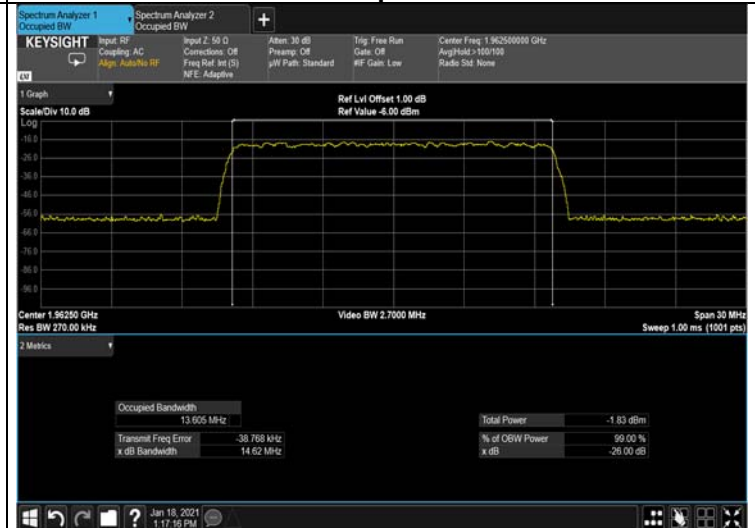 Spectrum Analyzer 1
Occupied BW
Spectrum Analyzer 2
Occupied BW
+
KEYSIGHT
Input: RF
Coupling: AC
Align: Auto/No RF
Input Z: 50 Ω
Corrections: Off
Freq Ref: Int (S)
NFE: Adaptive
Atten: 30 dB
Preamp: Off
µW Path: Standard
Trig: Free Run
Gate: Off
#IF Gain: Low
Center Freq: 1.962500000 GHz
Avg|Hold:>100/100
Radio Std: None
1 Graph
Scale/Div 10.0 dB
Ref Lvl Offset 1.00 dB
Ref Value -6.00 dBm
Log
-16.0
-26.0
-36.0
-46.0
-56.0
-66.0
-76.0
-86.0
-96.0
Center 1.96250 GHz
Res BW 270.00 kHz
Video BW 2.7000 MHz
Span 30 MHz
Sweep 1.00 ms (1001 pts)
2 Metrics
Occupied Bandwidth
13.605 MHz
Transmit Freq Error -38.768 kHz
x dB Bandwidth 14.62 MHz
Total Power -1.83 dBm
% of OBW Power 99.00 %
x dB -26.00 dB
?
Jan 18, 2021
1:17:16 PM